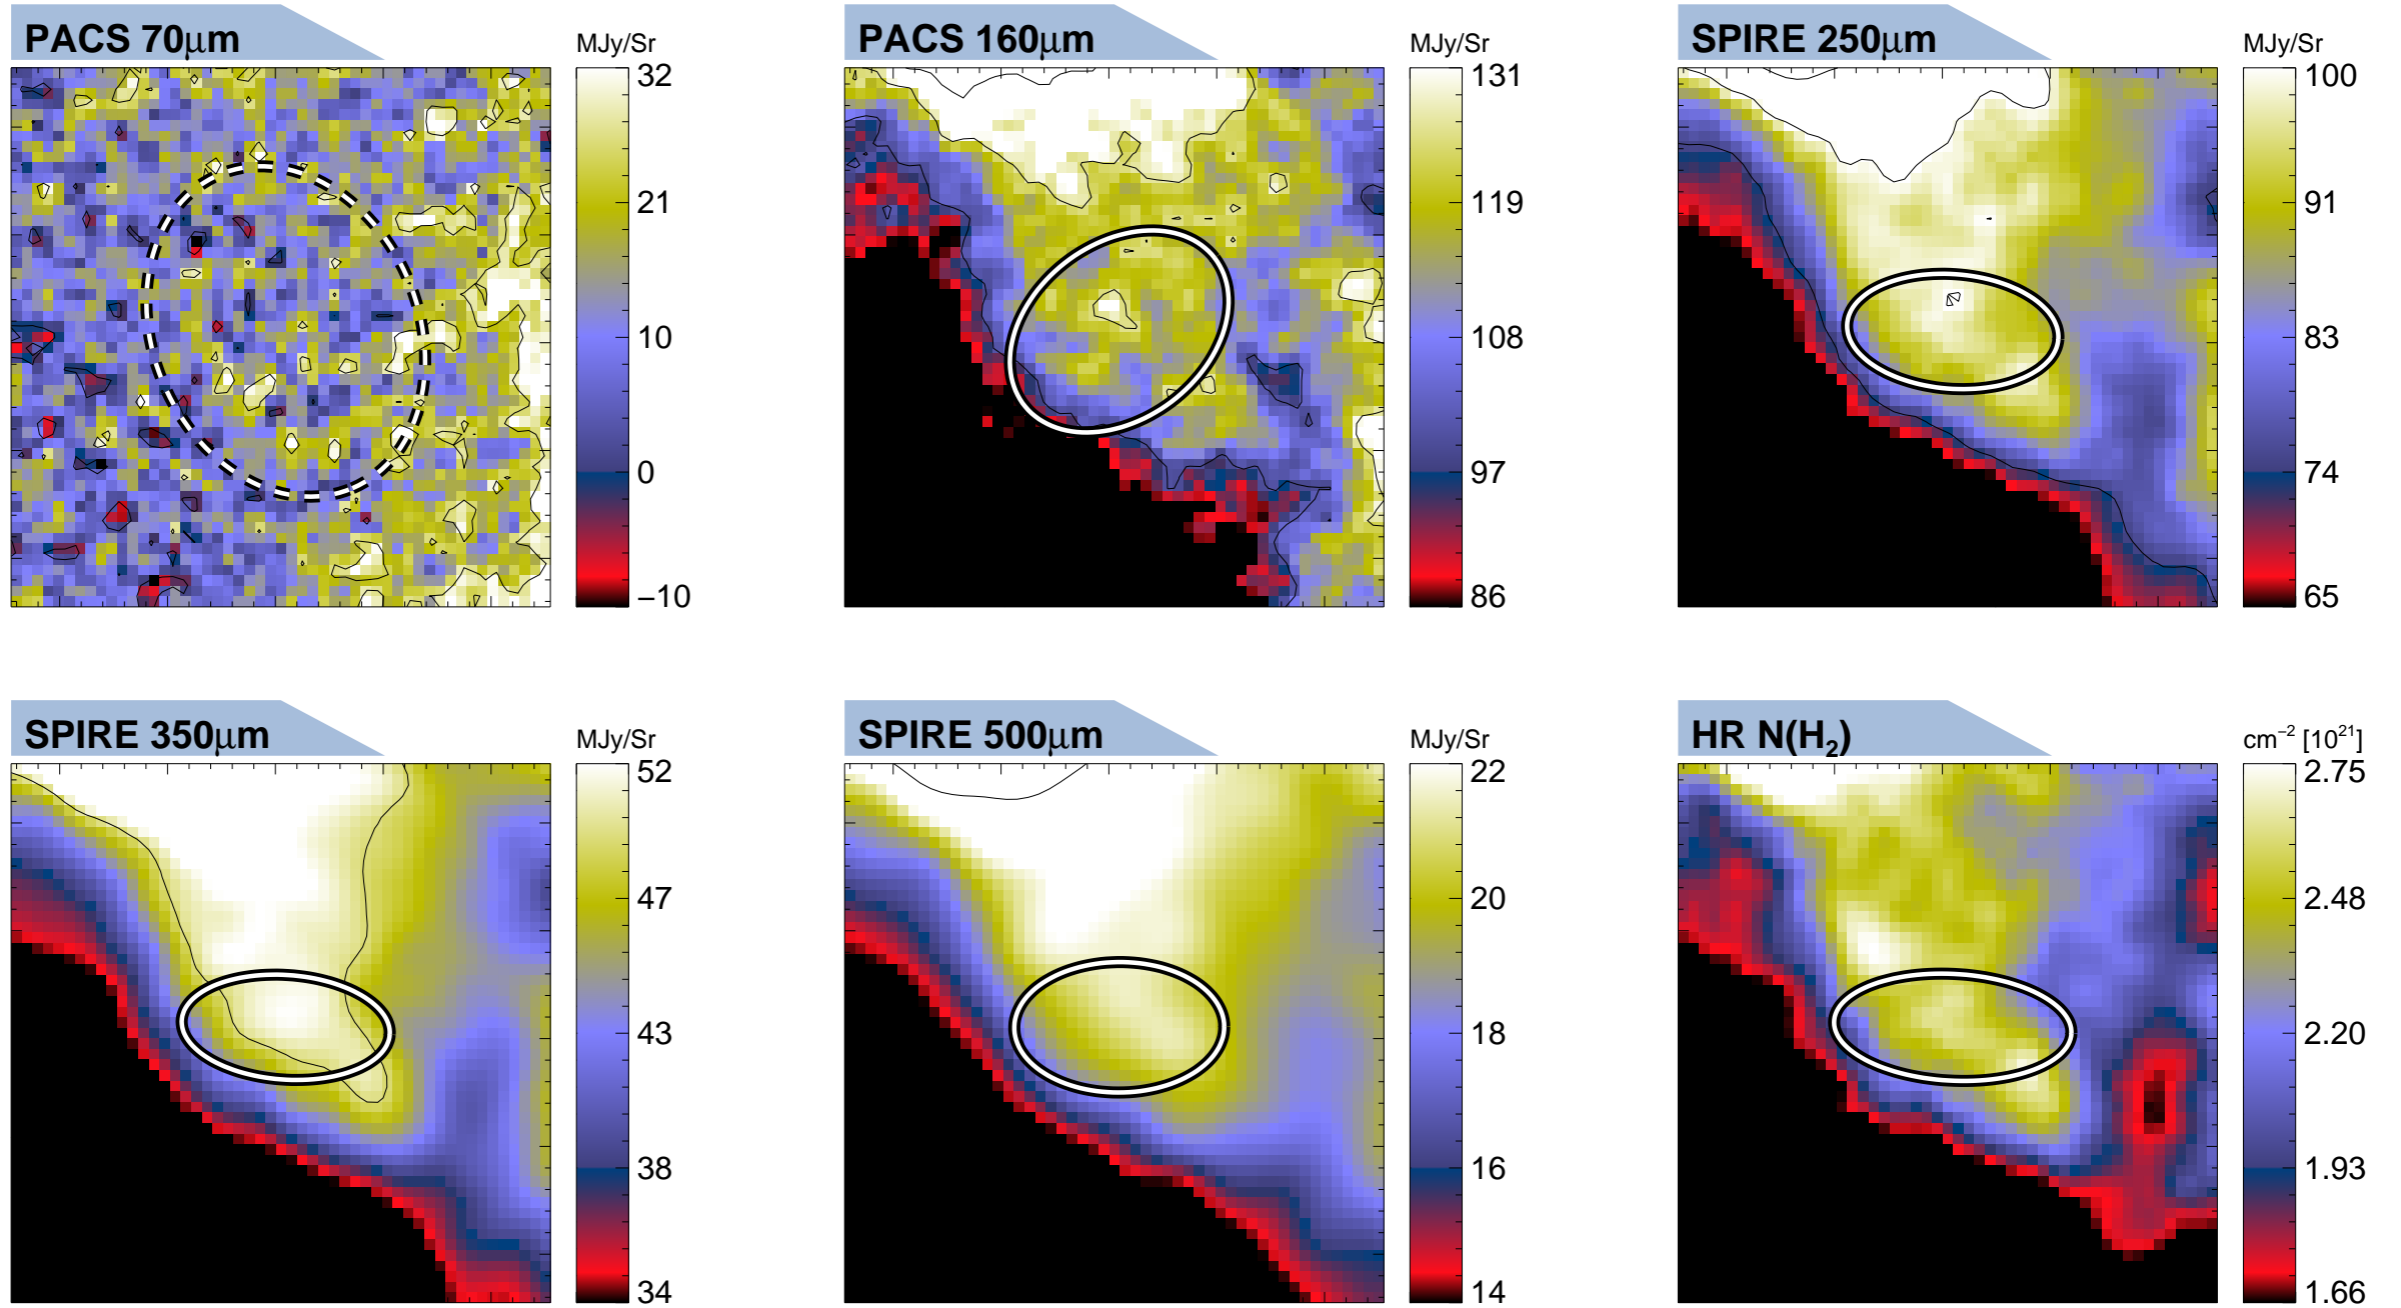 PACS 70μm
MJy/Sr
32
21
10
0
−10
PACS 160μm
MJy/Sr
131
119
108
97
86
SPIRE 250μm
MJy/Sr
100
91
83
74
65
SPIRE 350μm
MJy/Sr
52
47
43
38
34
SPIRE 500μm
MJy/Sr
22
20
18
16
14
HR N(H₂)
cm⁻² [10²¹]
2.75
2.48
2.20
1.93
1.66